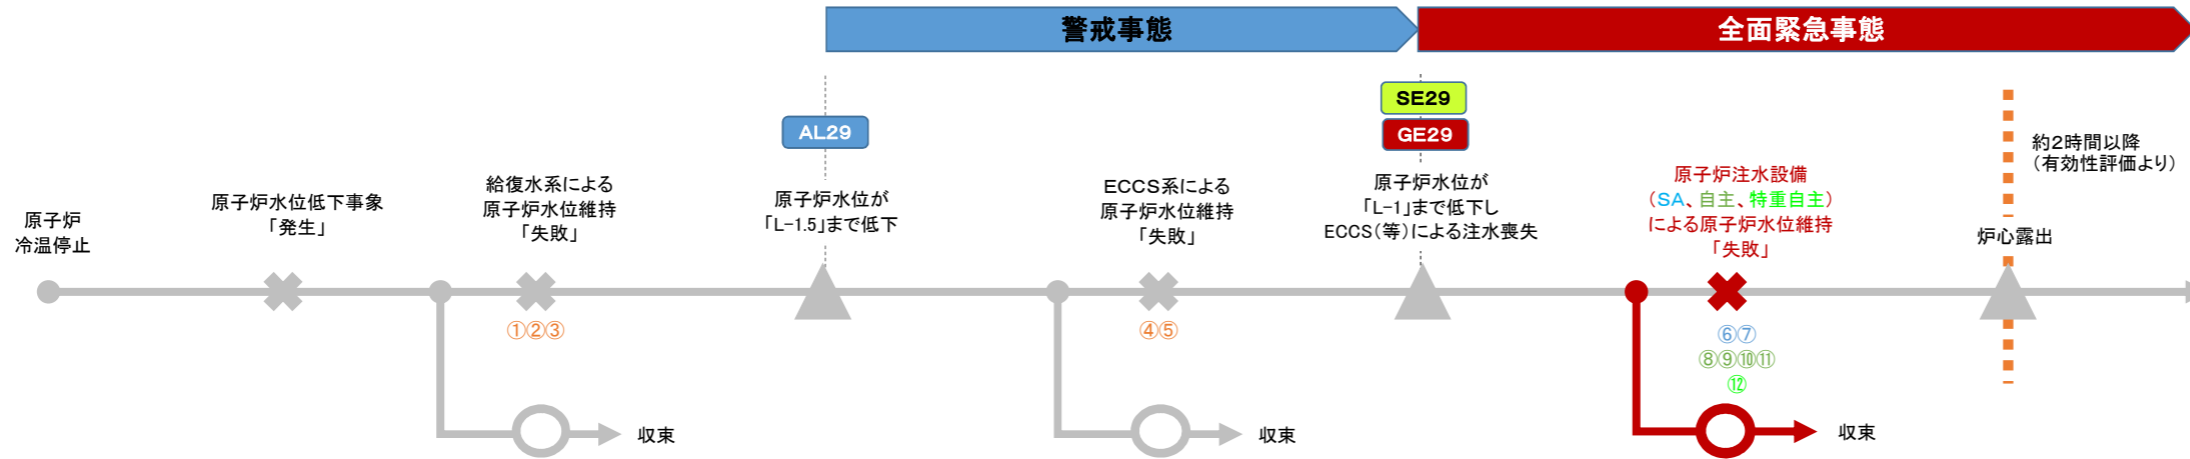 警戒事態
全面緊急事態
原子炉
冷温停止
原子炉水位低下事象
「発生」
給復水系による
原子炉水位維持
「失敗」
①②③
収束
AL29
原子炉水位が
「L-1.5」まで低下
ECCS系による
原子炉水位維持
「失敗」
④⑤
収束
SE29
GE29
原子炉水位が
「L-1」まで低下し
ECCS(等)による注水喪失
原子炉注水設備
(SA、自主、特重自主)
による原子炉水位維持
「失敗」
⑥⑦
⑧⑨⑩⑪
⑫
収束
約2時間以降
(有効性評価より)
炉心露出